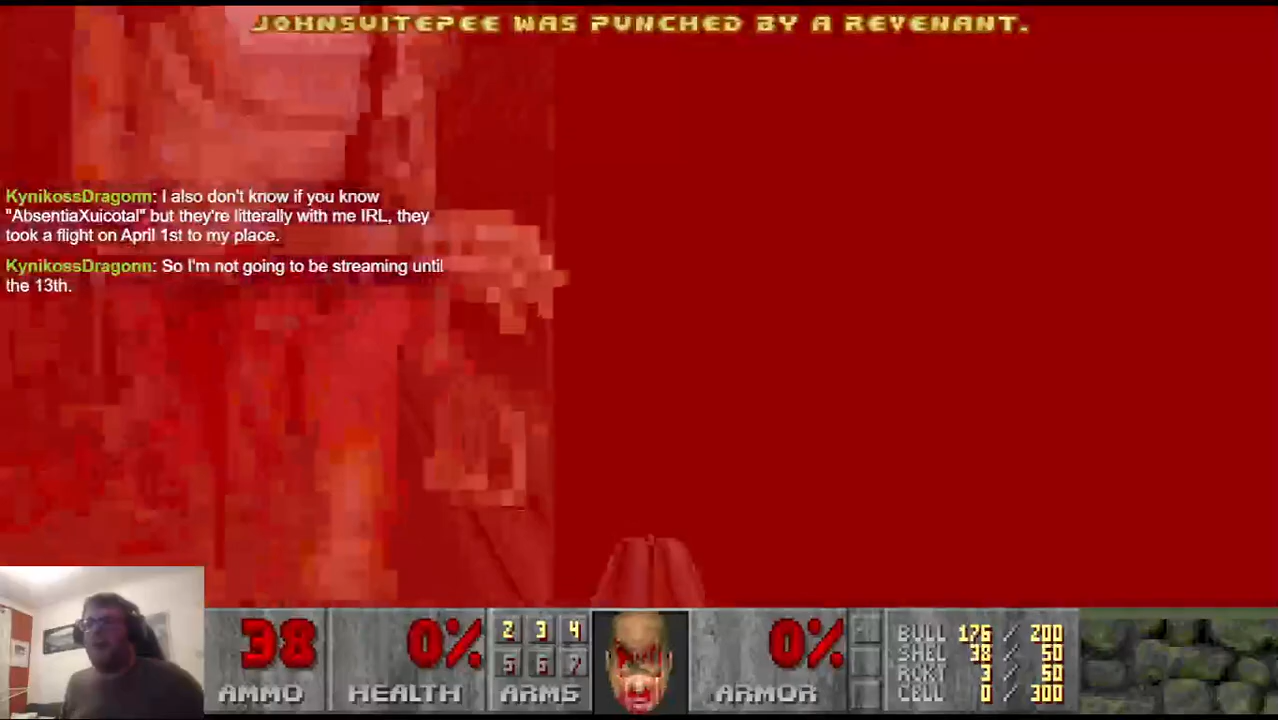 JOHNSUITEPEE WAS PUNCHED BY A REVENANT.
KynikossDragonn: I also don't know if you know
"AbsentiaXuicotal" but they're litterally with me IRL, they
took a flight on April 1st to my place.
KynikossDragonn: So I'm not going to be streaming until
the 13th.
38 0% 2 3 4 0% BULL 176 / 200
5 6 7 SHEL 38 / 50
RCKT 3 / 50
AMMO HEALTH ARMS ARMOR CELL 0 / 300